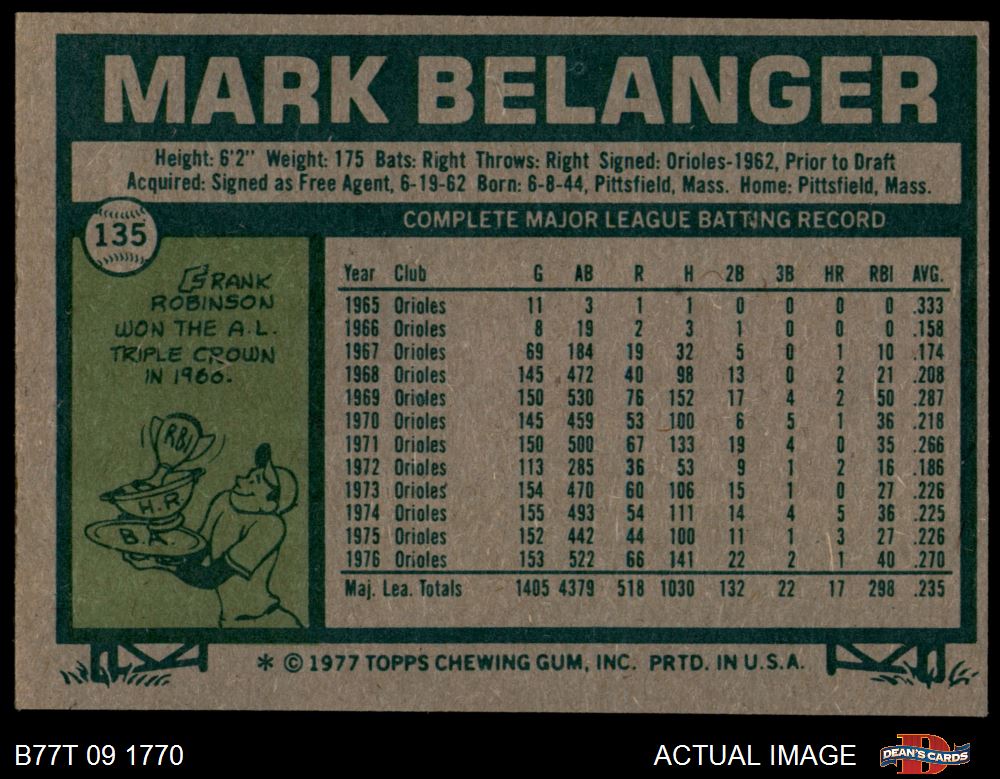 MARK BELANGER
Height: 6'2" Weight: 175 Bats: Right Throws: Right Signed: Orioles-1962, Prior to Draft
Acquired: Signed as Free Agent, 6-19-62 Born: 6-8-44, Pittsfield, Mass. Home: Pittsfield, Mass.
135
COMPLETE MAJOR LEAGUE BATTING RECORD
FRANK
ROBINSON
WON THE A.L.
TRIPLE CROWN
IN 1966.
RBI
H.R
B.A.
Year Club G AB R H 2B 3B HR RBI AVG.
1965 Orioles 11 3 1 1 0 0 0 0 .333
1966 Orioles 8 19 2 3 1 0 0 0 .158
1967 Orioles 69 184 19 32 5 0 1 10 .174
1968 Orioles 145 472 40 98 13 0 2 21 .208
1969 Orioles 150 530 76 152 17 4 2 50 .287
1970 Orioles 145 459 53 100 6 5 1 36 .218
1971 Orioles 150 500 67 133 19 4 0 35 .266
1972 Orioles 113 285 36 53 9 1 2 16 .186
1973 Orioles 154 470 60 106 15 1 0 27 .226
1974 Orioles 155 493 54 111 14 4 5 36 .225
1975 Orioles 152 442 44 100 11 1 3 27 .226
1976 Orioles 153 522 66 141 22 2 1 40 .270
Maj. Lea. Totals 1405 4379 518 1030 132 22 17 298 .235
* © 1977 TOPPS CHEWING GUM, INC. PRTD. IN U.S.A.
B77T 09 1770
ACTUAL IMAGE
DEAN'S CARDS